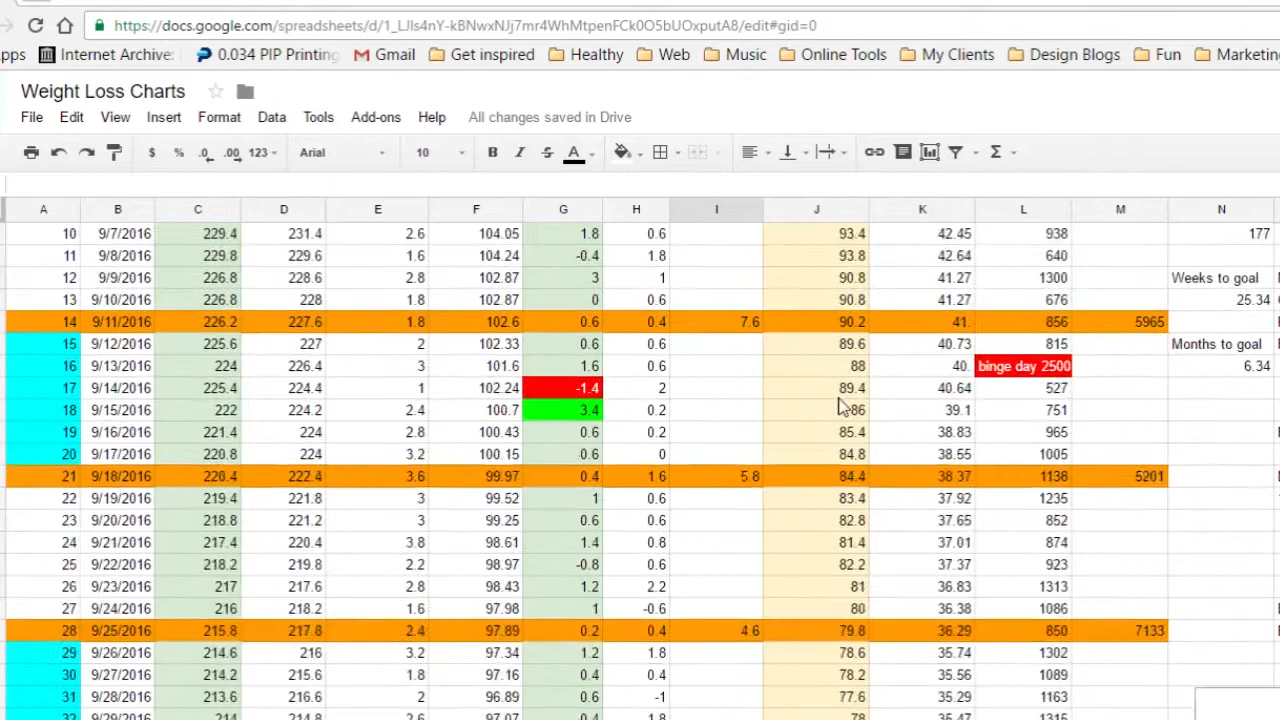 https://docs.google.com/spreadsheets/d/1_LJls4nY-kBNwxNJj7mr4WhMtpenFCk0O5bUOxputA8/edit#gid=0
pps Internet Archive: 0.034 PIP Printing Gmail Get inspired Healthy Web Music Online Tools My Clients Design Blogs Fun Marketing
Weight Loss Charts
File Edit View Insert Format Data Tools Add-ons Help All changes saved in Drive
$ % .0 .00 123 Arial 10 B I S A Σ
A B C D E F G H I J K L M N
10 9/7/2016 229.4 231.4 2.6 104.05 1.8 0.6 93.4 42.45 938 177
11 9/8/2016 229.8 229.6 1.6 104.24 -0.4 1.8 93.8 42.64 640
12 9/9/2016 226.8 228.6 2.8 102.87 3 1 90.8 41.27 1300 Weeks to goal
13 9/10/2016 226.8 228 1.8 102.87 0 0.6 90.8 41.27 676 25.34
14 9/11/2016 226.2 227.6 1.8 102.6 0.6 0.4 7.6 90.2 41. 856 5965
15 9/12/2016 225.6 227 2 102.33 0.6 0.6 89.6 40.73 815 Months to goal
16 9/13/2016 224 226.4 3 101.6 1.6 0.6 88 40. binge day 2500 6.34
17 9/14/2016 225.4 224.4 1 102.24 -1.4 2 89.4 40.64 527
18 9/15/2016 222 224.2 2.4 100.7 3.4 0.2 86 39.1 751
19 9/16/2016 221.4 224 2.8 100.43 0.6 0.2 85.4 38.83 965
20 9/17/2016 220.8 224 3.2 100.15 0.6 0 84.8 38.55 1005
21 9/18/2016 220.4 222.4 3.6 99.97 0.4 1.6 5.8 84.4 38.37 1138 5201
22 9/19/2016 219.4 221.8 3 99.52 1 0.6 83.4 37.92 1235
23 9/20/2016 218.8 221.2 3 99.25 0.6 0.6 82.8 37.65 852
24 9/21/2016 217.4 220.4 3.8 98.61 1.4 0.8 81.4 37.01 874
25 9/22/2016 218.2 219.8 2.2 98.97 -0.8 0.6 82.2 37.37 923
26 9/23/2016 217 217.6 2.8 98.43 1.2 2.2 81 36.83 1313
27 9/24/2016 216 218.2 1.6 97.98 1 -0.6 80 36.38 1086
28 9/25/2016 215.8 217.8 2.4 97.89 0.2 0.4 4.6 79.8 36.29 850 7133
29 9/26/2016 214.6 216 3.2 97.34 1.2 1.8 78.6 35.74 1302
30 9/27/2016 214.2 215.6 1.8 97.16 0.4 0.4 78.2 35.56 1089
31 9/28/2016 213.6 216.6 2 96.89 0.6 -1 77.6 35.29 1163
32 9/29/2016 214 214.8 2.6 97.07 -0.4 1.8 78 35.47 1315